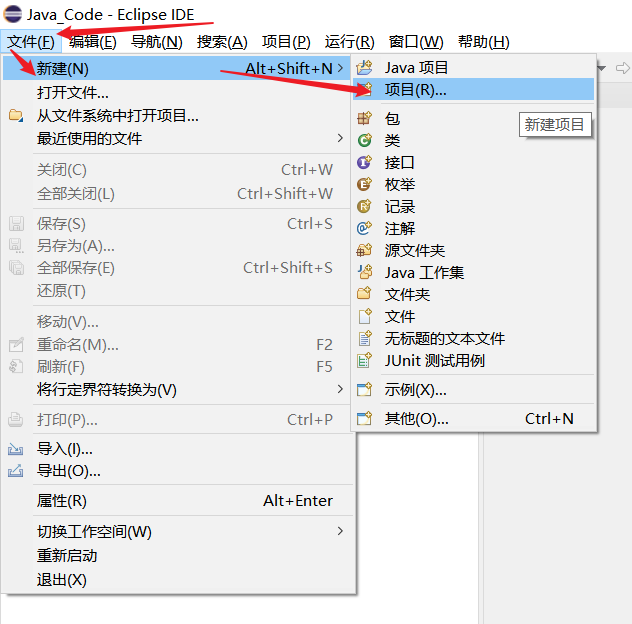 Java_Code - Eclipse IDE
文件(F) 编辑(E) 导航(N) 搜索(A) 项目(P) 运行(R) 窗口(W) 帮助(H)
新建(N) Alt+Shift+N
打开文件...
从文件系统中打开项目...
最近使用的文件
关闭(C) Ctrl+W
全部关闭(L) Ctrl+Shift+W
保存(S) Ctrl+S
另存为(A)...
全部保存(E) Ctrl+Shift+S
还原(T)
移动(V)...
重命名(M)... F2
刷新(F) F5
将行定界符转换为(V)
打印(P)... Ctrl+P
导入(I)...
导出(O)...
属性(R) Alt+Enter
切换工作空间(W)
重新启动
退出(X)
Java 项目
项目(R)...
包
新建项目
类
接口
枚举
记录
注解
源文件夹
Java 工作集
文件夹
文件
无标题的文本文件
JUnit 测试用例
示例(X)...
其他(O)... Ctrl+N